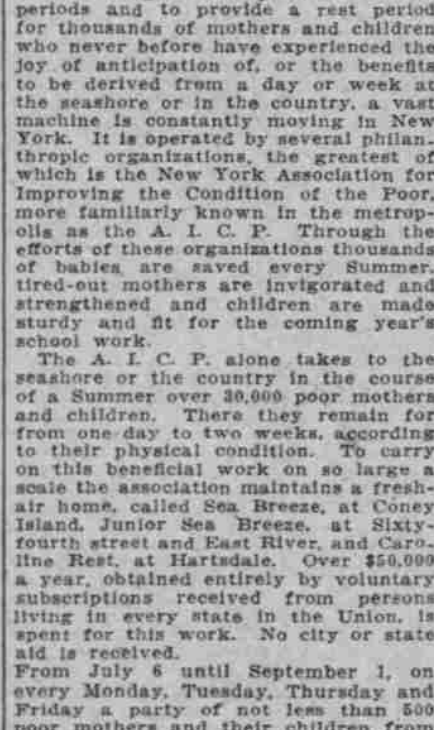 periods and to provide a rest period
for thousands of mothers and children
who never before have experienced the
joy of anticipation of, or the benefits
to be derived from a day or week at
the seashore or in the country, a vast
machine is constantly moving in New
York. It is operated by several philan-
thropic organizations, the greatest of
which is the New York Association for
Improving the Condition of the Poor,
more familiarly known in the metrop-
olis as the A. I. C. P. Through the
efforts of these organizations thousands
of babies are saved every Summer,
tired-out mothers are invigorated and
strengthened and children are made
sturdy and fit for the coming year's
school work.
The A. I. C. P. alone takes to the
seashore or the country in the course
of a Summer over 30,000 poor mothers
and children. There they remain for
from one day to two weeks, according
to their physical condition. To carry
on this beneficial work on so large a
scale the association maintains a fresh-
air home, called Sea Breeze, at Coney
Island, Junior Sea Breeze, at Sixty-
fourth street and East River, and Caro-
line Rest, at Hartsdale. Over $50,000
a year, obtained entirely by voluntary
subscriptions received from persons
living in every state in the Union, is
spent for this work. No city or state
aid is received.
From July 6 until September 1, on
every Monday, Tuesday, Thursday and
Friday a party of not less than 500
poor mothers and their children from